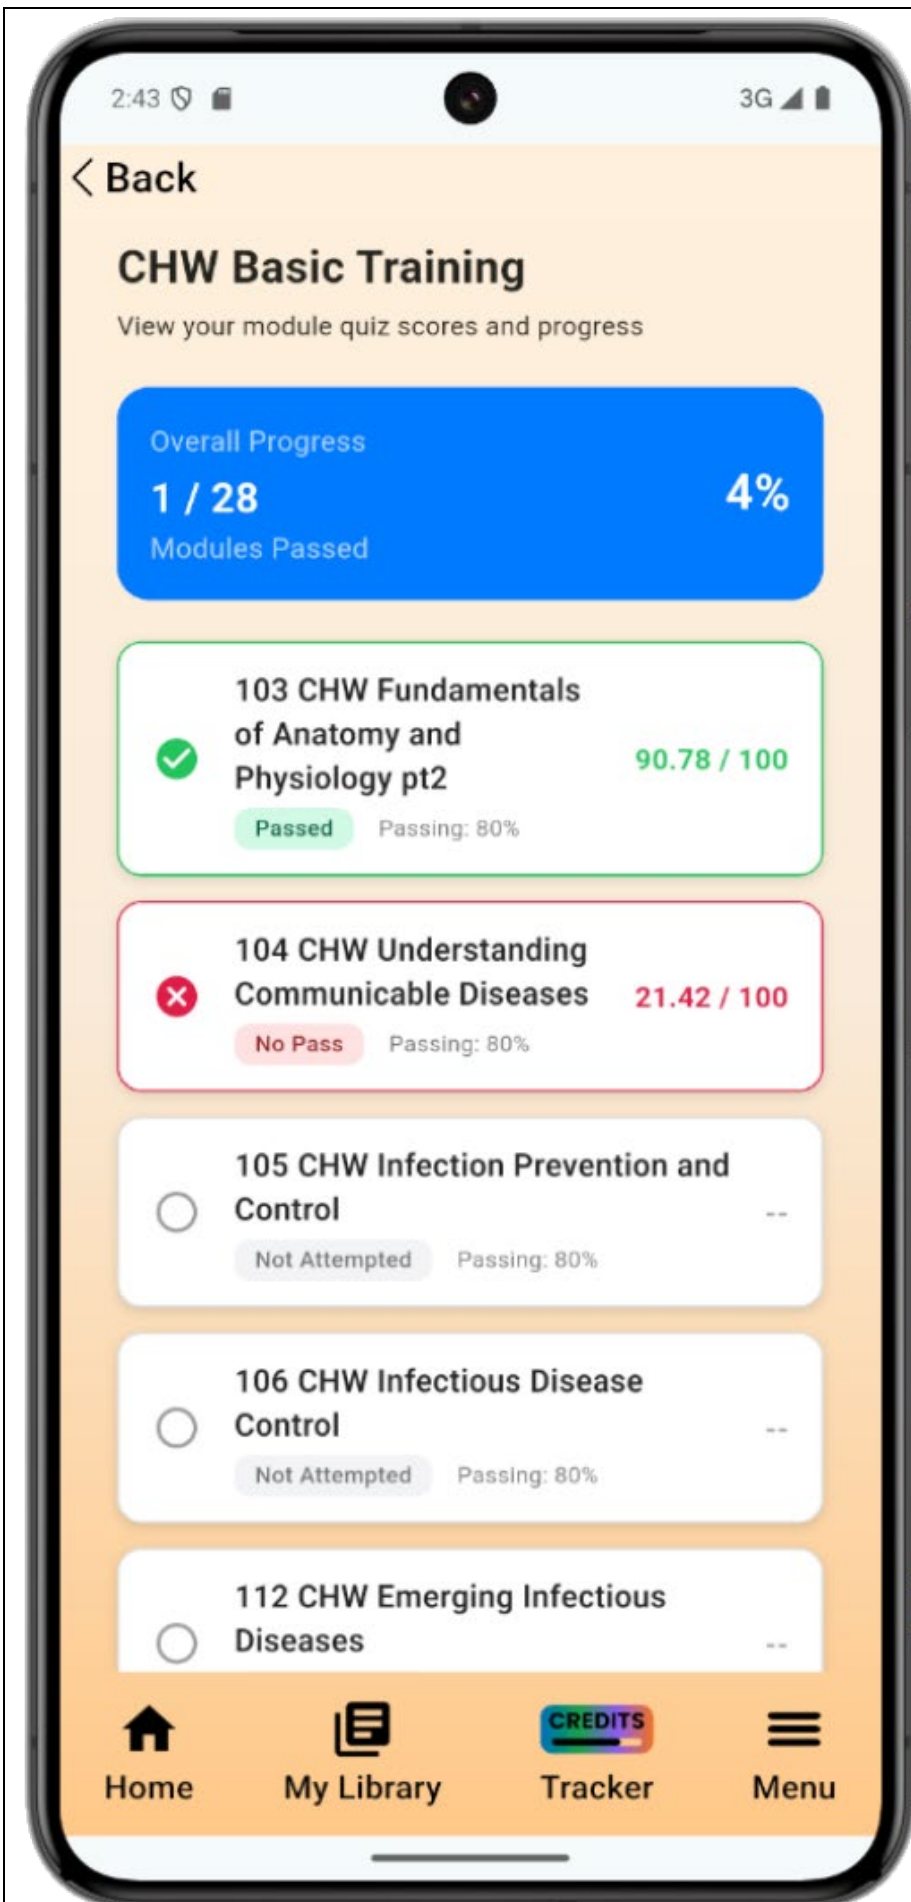 2:43
3G
Back
CHW Basic Training
View your module quiz scores and progress
Overall Progress
1 / 28
4%
Modules Passed
103 CHW Fundamentals
of Anatomy and
Physiology pt2
90.78 / 100
Passed Passing: 80%
104 CHW Understanding
Communicable Diseases
21.42 / 100
No Pass Passing: 80%
105 CHW Infection Prevention and
Control
--
Not Attempted Passing: 80%
106 CHW Infectious Disease
Control
--
Not Attempted Passing: 80%
112 CHW Emerging Infectious
Diseases
--
CREDITS
Home My Library Tracker Menu